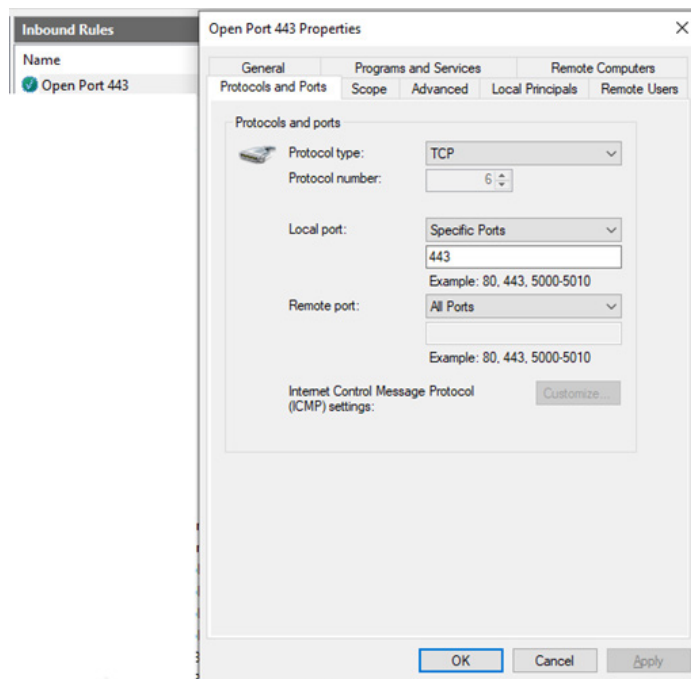 Inbound Rules
Name
Open Port 443
Open Port 443 Properties
General Programs and Services Remote Computers
Protocols and Ports Scope Advanced Local Principals Remote Users
Protocols and ports
Protocol type: TCP
Protocol number: 6
Local port: Specific Ports
443
Example: 80, 443, 5000-5010
Remote port: All Ports
Example: 80, 443, 5000-5010
Internet Control Message Protocol
(ICMP) settings: Customize...
OK Cancel Apply